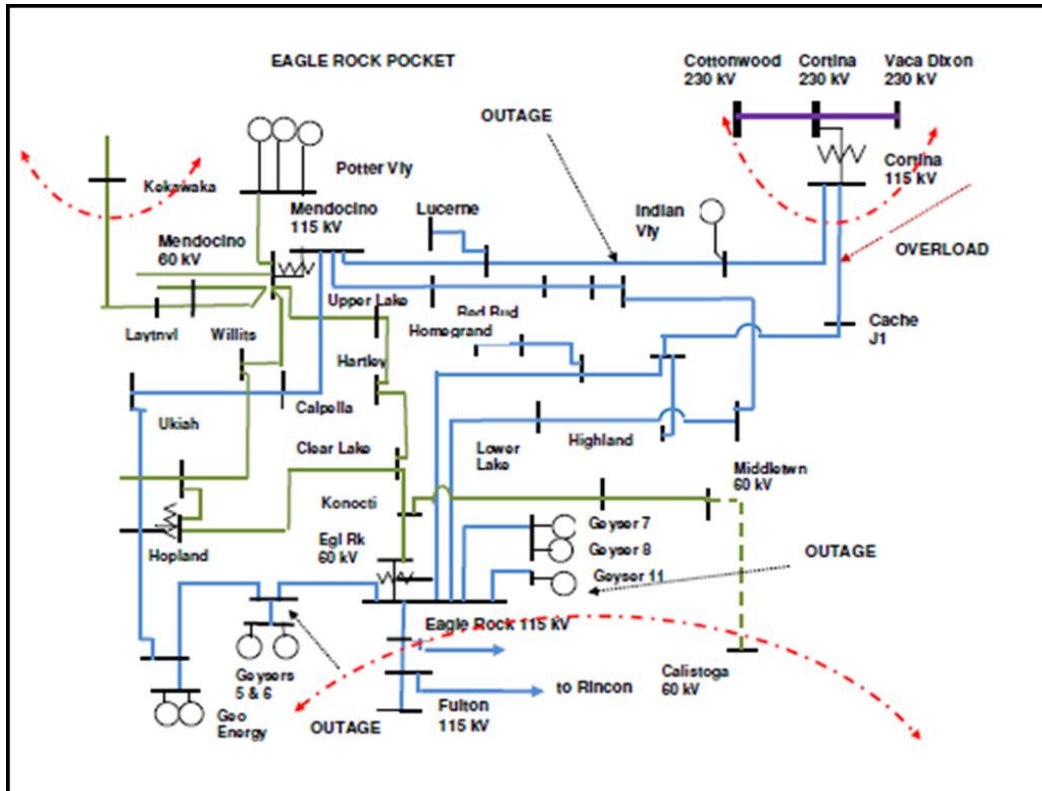 EAGLE ROCK POCKET
Cottonwood
230 kV
Cortina
230 kV
Vaca Dixon
230 kV
OUTAGE
Cortina
115 kV
Potter Vly
Kekawaka
Mendocino
115 kV
Lucerne
Indian
Vly
OVERLOAD
Mendocino
60 kV
Upper Lake
Red Bud
Homegrand
Laytnvl
Willits
Cache
J1
Hartley
Ukiah
Calpella
Clear Lake
Lower
Lake
Highland
Middletwn
60 kV
Konocti
Egl Rk
60 kV
Geyser 7
Geyser 8
Geyser 11
OUTAGE
Hopland
Eagle Rock 115 kV
Geysers
5 & 6
Calistoga
60 kV
to Rincon
Geo
Energy
OUTAGE
Fulton
115 kV